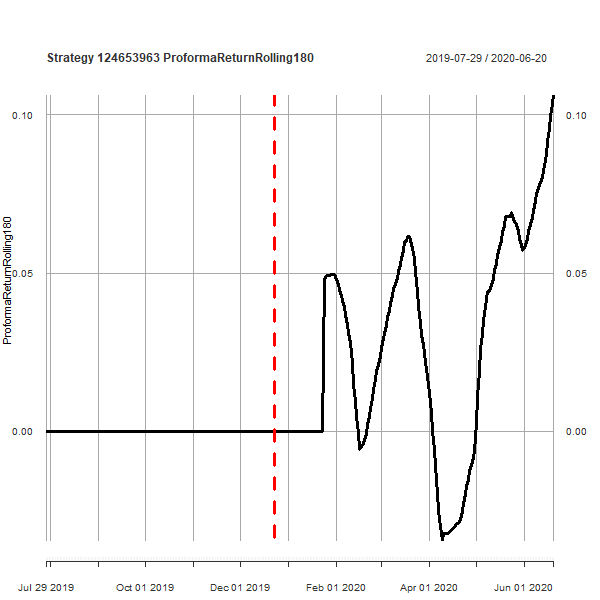 Strategy 124653963 ProformaReturnRolling180
2019-07-29 / 2020-06-20
ProformaReturnRolling180
0.10
0.10
0.05
0.05
0.00
0.00
Jul 29 2019
Oct 01 2019
Dec 01 2019
Feb 01 2020
Apr 01 2020
Jun 01 2020